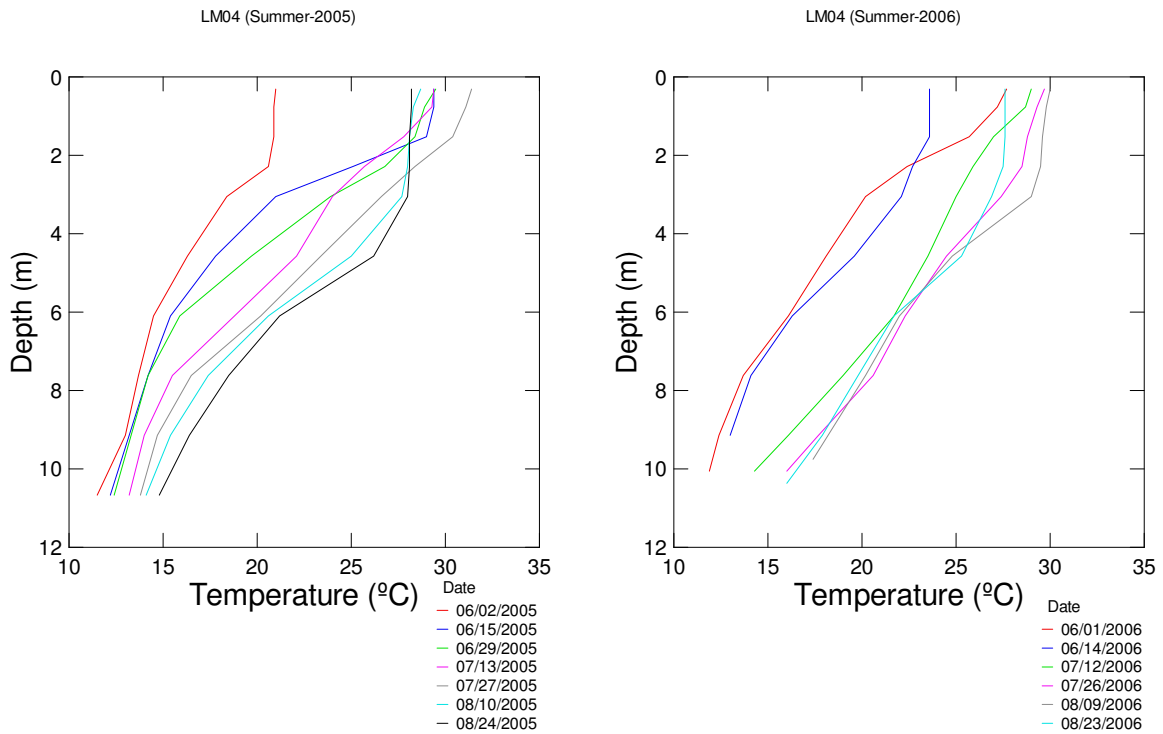 LM04 (Summer-2005)
0
2
4
6
8
10
12
Depth (m)
10 15 20 25 30 35
Temperature (ºC)
Date
06/02/2005
06/15/2005
06/29/2005
07/13/2005
07/27/2005
08/10/2005
08/24/2005
LM04 (Summer-2006)
0
2
4
6
8
10
12
Depth (m)
10 15 20 25 30 35
Temperature (ºC)
Date
06/01/2006
06/14/2006
07/12/2006
07/26/2006
08/09/2006
08/23/2006